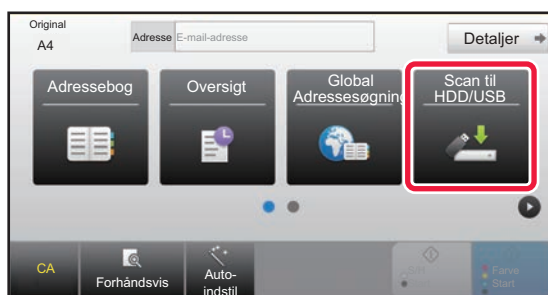 Original
A4
Adresse E-mail-adresse
Detaljer
Adressebog
Oversigt
Global
Adressesøgning
Scan til
HDD/USB
CA
Forhåndsvis
Auto-
indstil
Farve
Start